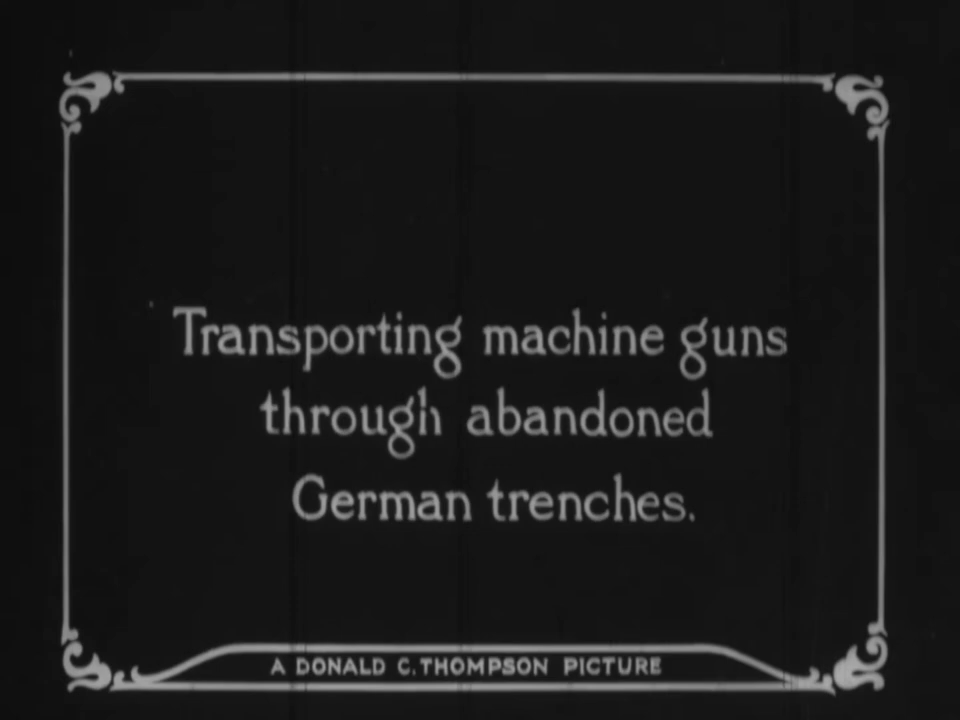 Transporting machine guns
through abandoned
German trenches.
A DONALD C. THOMPSON PICTURE